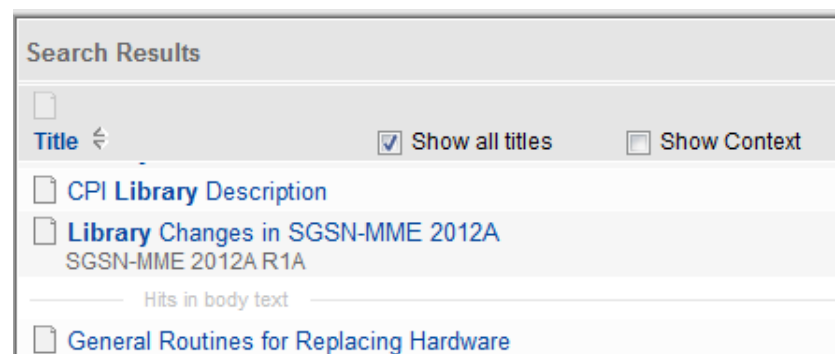 Search Results
Title Show all titles Show Context
CPI Library Description
Library Changes in SGSN-MME 2012A
SGSN-MME 2012A R1A
Hits in body text
General Routines for Replacing Hardware